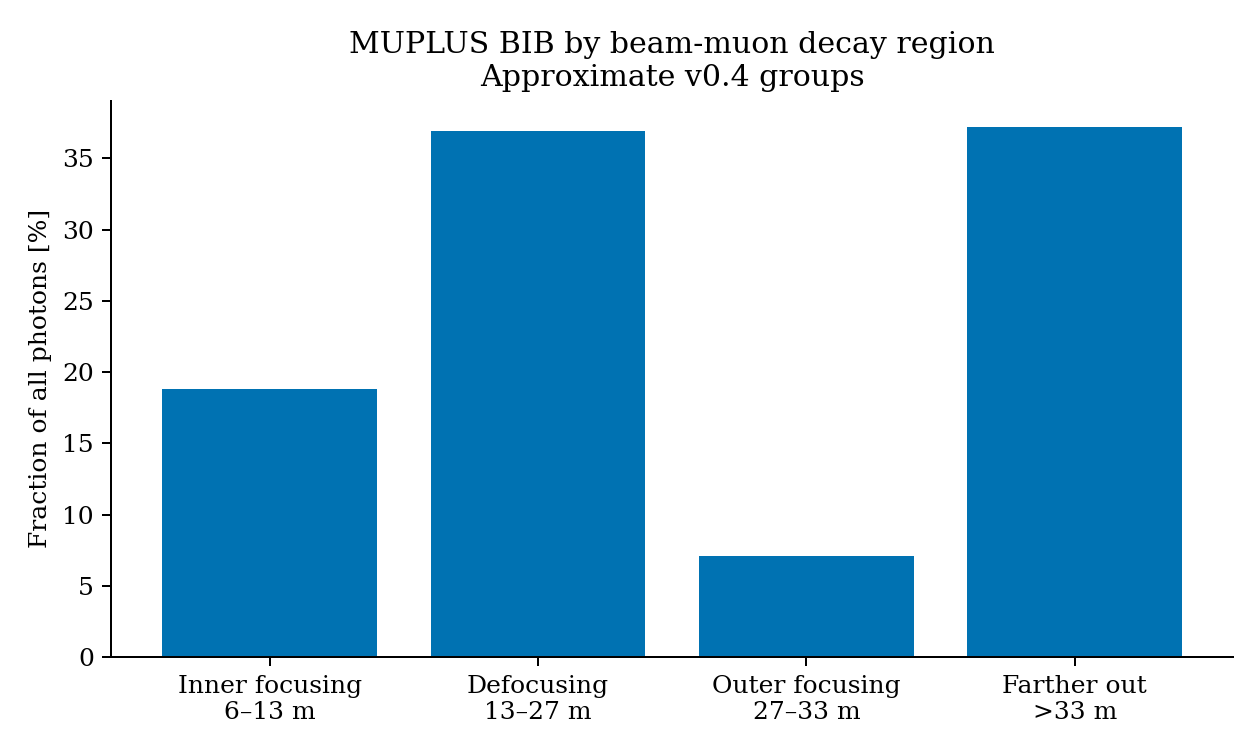 MUPLUS BIB by beam-muon decay region
Approximate v0.4 groups
Fraction of all photons [%]
35
30
25
20
15
10
5
0
Inner focusing
6–13 m
Defocusing
13–27 m
Outer focusing
27–33 m
Farther out
>33 m